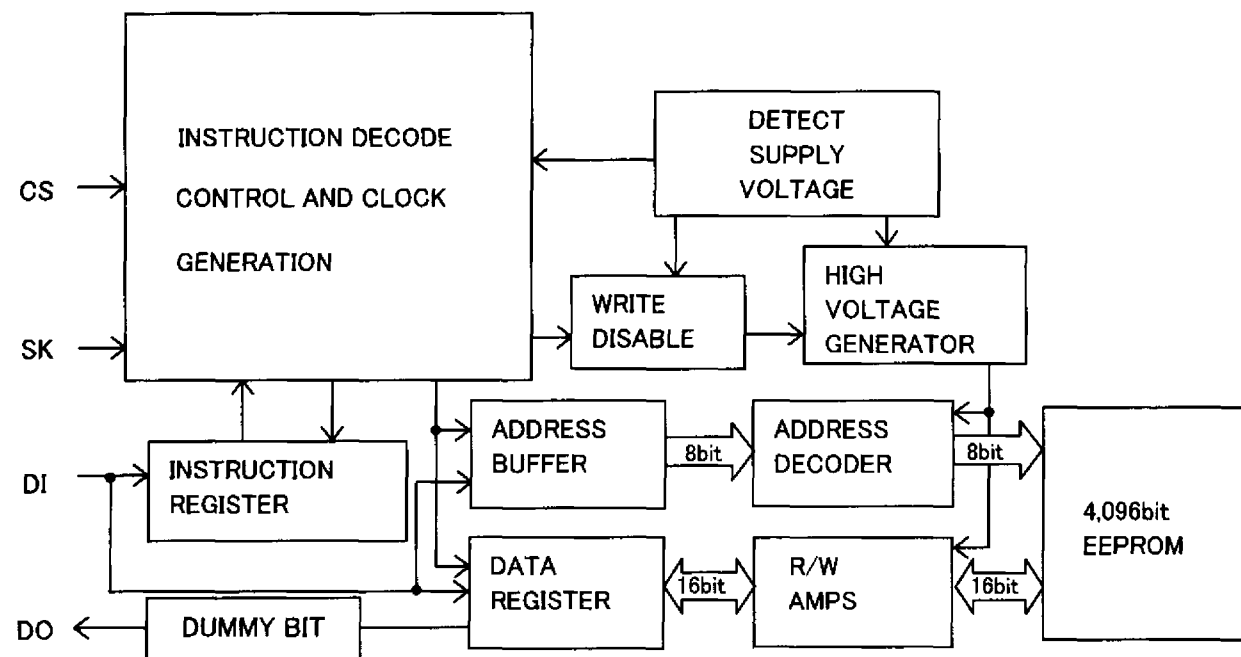 INSTRUCTION DECODE
CONTROL AND CLOCK
GENERATION
DETECT
SUPPLY
VOLTAGE
CS
SK
WRITE
DISABLE
HIGH
VOLTAGE
GENERATOR
DI
INSTRUCTION
REGISTER
ADDRESS
BUFFER
8bit
ADDRESS
DECODER
8bit
4,096bit
EEPROM
DATA
REGISTER
16bit
R/W
AMPS
16bit
DO
DUMMY BIT